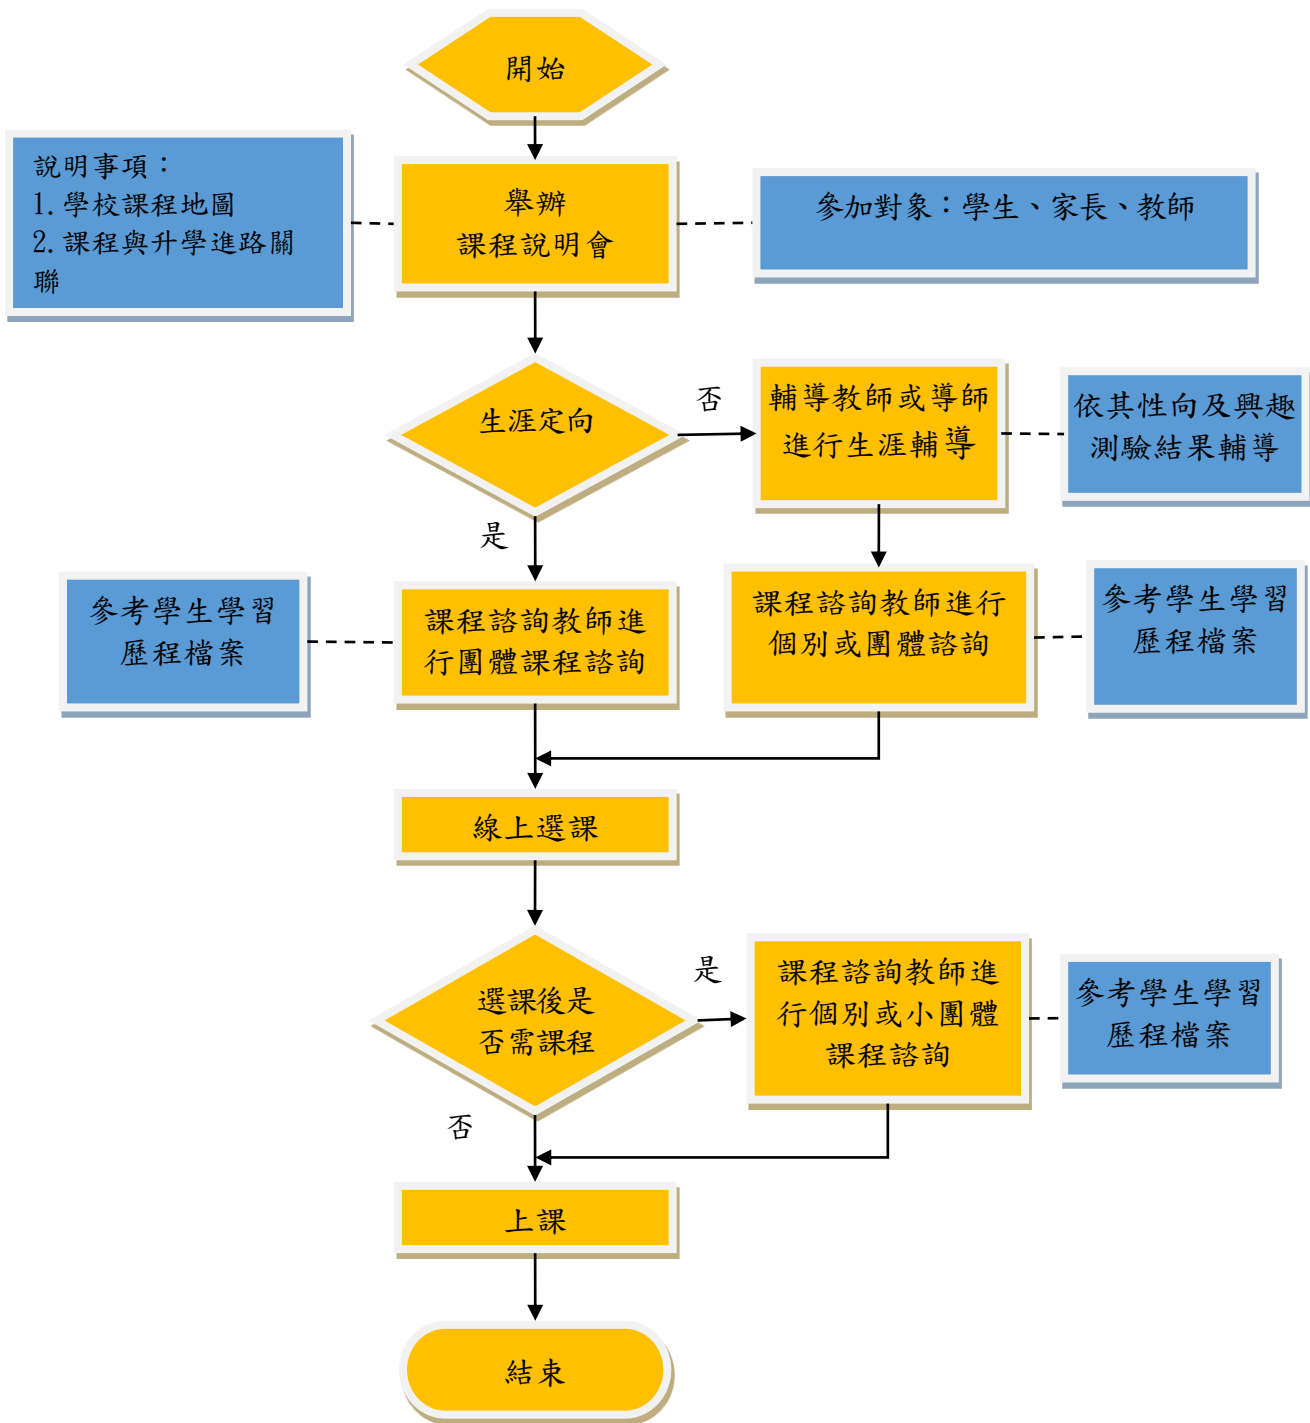 開始
說明事項：
1. 學校課程地圖
2. 課程與升學進路關
聯
舉辦
課程說明會
參加對象：學生、家長、教師
生涯定向
否
輔導教師或導師
進行生涯輔導
依其性向及興趣
測驗結果輔導
是
參考學生學習
歷程檔案
課程諮詢教師進
行團體課程諮詢
課程諮詢教師進行
個別或團體諮詢
參考學生學習
歷程檔案
線上選課
選課後是
否需課程
是
課程諮詢教師進
行個別或小團體
課程諮詢
參考學生學習
歷程檔案
否
上課
結束